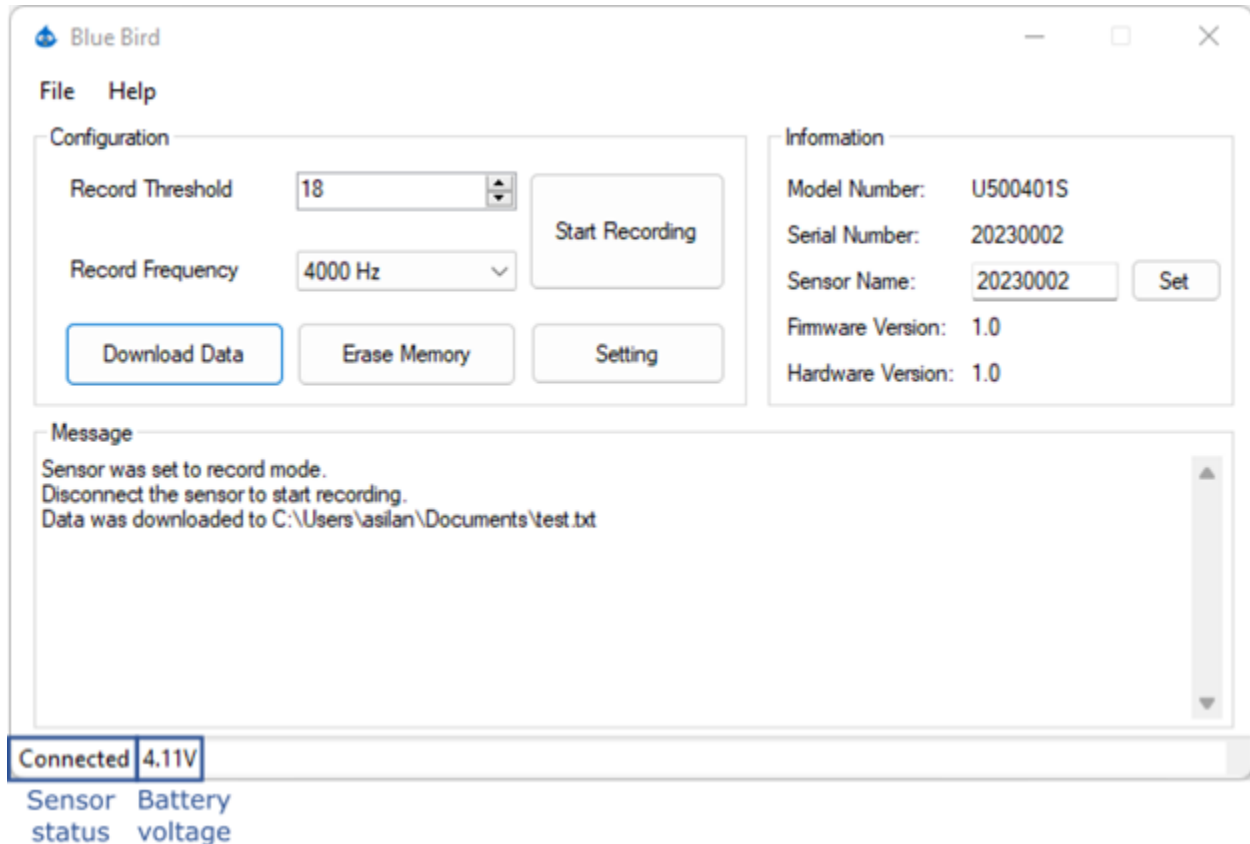 Blue Bird
File Help
Configuration
Record Threshold 18
Start Recording
Record Frequency 4000 Hz
Download Data Erase Memory Setting
Information
Model Number: U500401S
Serial Number: 20230002
Sensor Name: 20230002 Set
Firmware Version: 1.0
Hardware Version: 1.0
Message
Sensor was set to record mode.
Disconnect the sensor to start recording.
Data was downloaded to C:\Users\asilan\Documents\test.txt
Connected 4.11V
Sensor Battery
status voltage